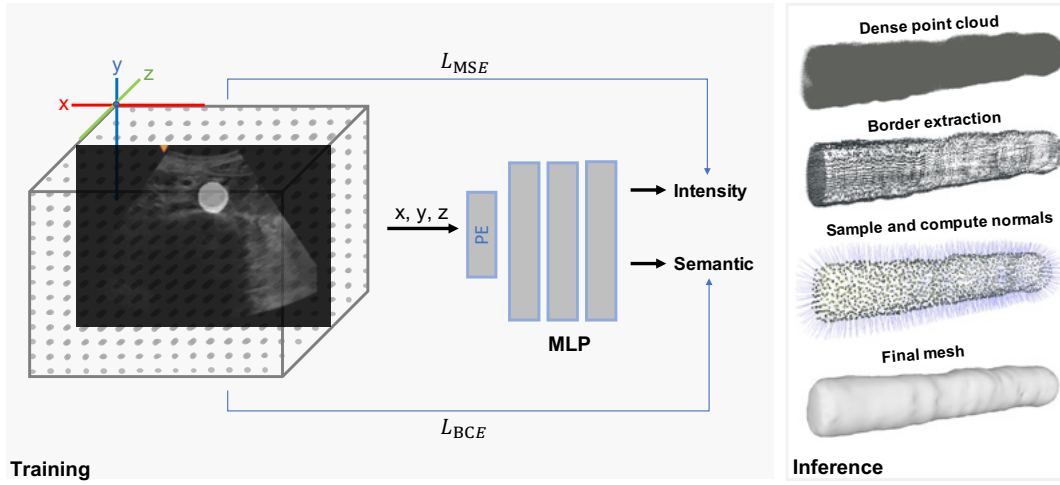 y
z
x
L_MSE
x, y, z
PE
MLP
Intensity
Semantic
L_BCE
Training
Dense point cloud
Border extraction
Sample and compute normals
Final mesh
Inference